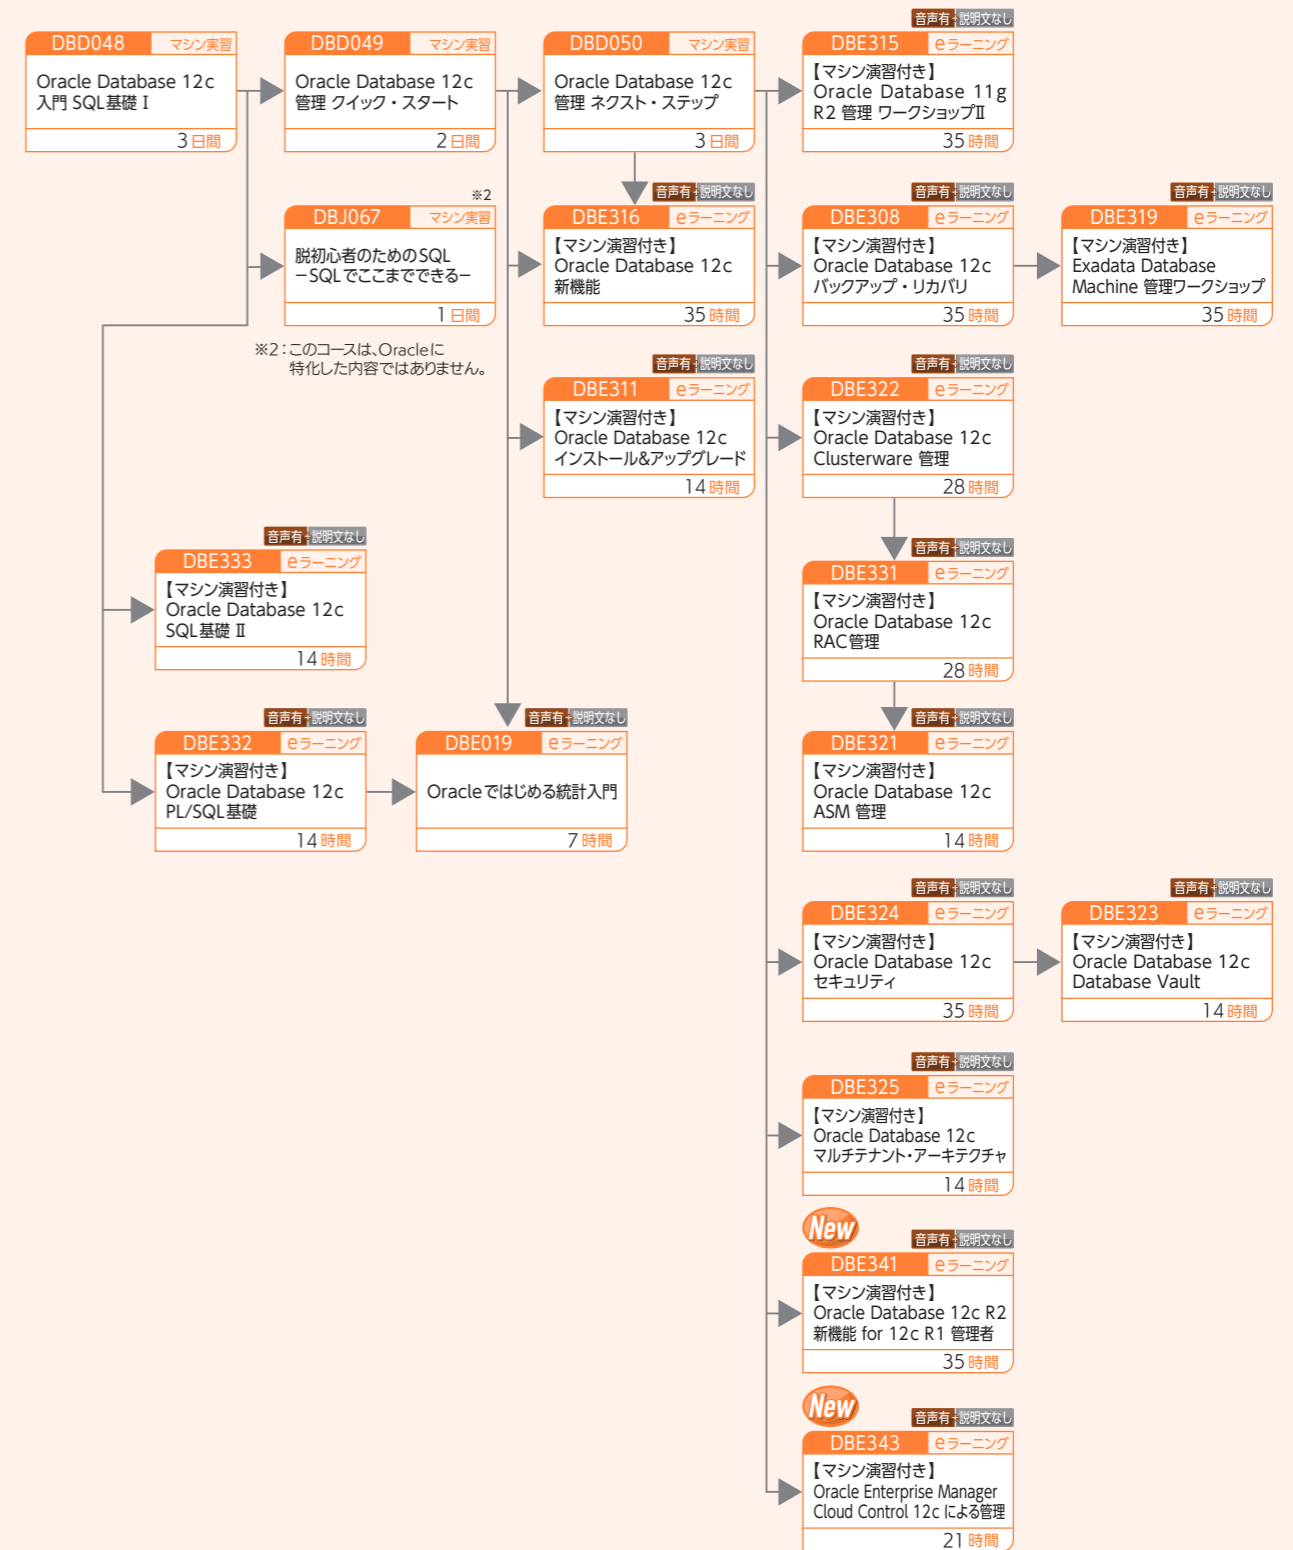 DBD048 マシン実習
Oracle Database 12c
入門 SQL基礎 I
3日間
DBD049 マシン実習
Oracle Database 12c
管理 クイック・スタート
2日間
DBD050 マシン実習
Oracle Database 12c
管理 ネクスト・ステップ
3日間
音声有+説明文なし
DBE315 eラーニング
【マシン演習付き】
Oracle Database 11g
R2 管理 ワークショップⅡ
35時間
※2
DBJ067 マシン実習
脱初心者のためのSQL
−SQLでここまでできる−
1日間
※2：このコースは、Oracleに
特化した内容ではありません。
音声有+説明文なし
DBE316 eラーニング
【マシン演習付き】
Oracle Database 12c
新機能
35時間
音声有+説明文なし
DBE308 eラーニング
【マシン演習付き】
Oracle Database 12c
バックアップ・リカバリ
35時間
音声有+説明文なし
DBE319 eラーニング
【マシン演習付き】
Exadata Database
Machine 管理ワークショップ
35時間
音声有+説明文なし
DBE311 eラーニング
【マシン演習付き】
Oracle Database 12c
インストール&アップグレード
14時間
音声有+説明文なし
DBE322 eラーニング
【マシン演習付き】
Oracle Database 12c
Clusterware 管理
28時間
音声有+説明文なし
DBE333 eラーニング
【マシン演習付き】
Oracle Database 12c
SQL基礎 Ⅱ
14時間
音声有+説明文なし
DBE331 eラーニング
【マシン演習付き】
Oracle Database 12c
RAC管理
28時間
音声有+説明文なし
DBE332 eラーニング
【マシン演習付き】
Oracle Database 12c
PL/SQL基礎
14時間
音声有+説明文なし
DBE019 eラーニング
Oracleではじめる統計入門
7時間
音声有+説明文なし
DBE321 eラーニング
【マシン演習付き】
Oracle Database 12c
ASM 管理
14時間
音声有+説明文なし
DBE324 eラーニング
【マシン演習付き】
Oracle Database 12c
セキュリティ
35時間
音声有+説明文なし
DBE323 eラーニング
【マシン演習付き】
Oracle Database 12c
Database Vault
14時間
音声有+説明文なし
DBE325 eラーニング
【マシン演習付き】
Oracle Database 12c
マルチテナント・アーキテクチャ
14時間
New
音声有+説明文なし
DBE341 eラーニング
【マシン演習付き】
Oracle Database 12c R2
新機能 for 12c R1 管理者
35時間
New
音声有+説明文なし
DBE343 eラーニング
【マシン演習付き】
Oracle Enterprise Manager
Cloud Control 12c による管理
21時間